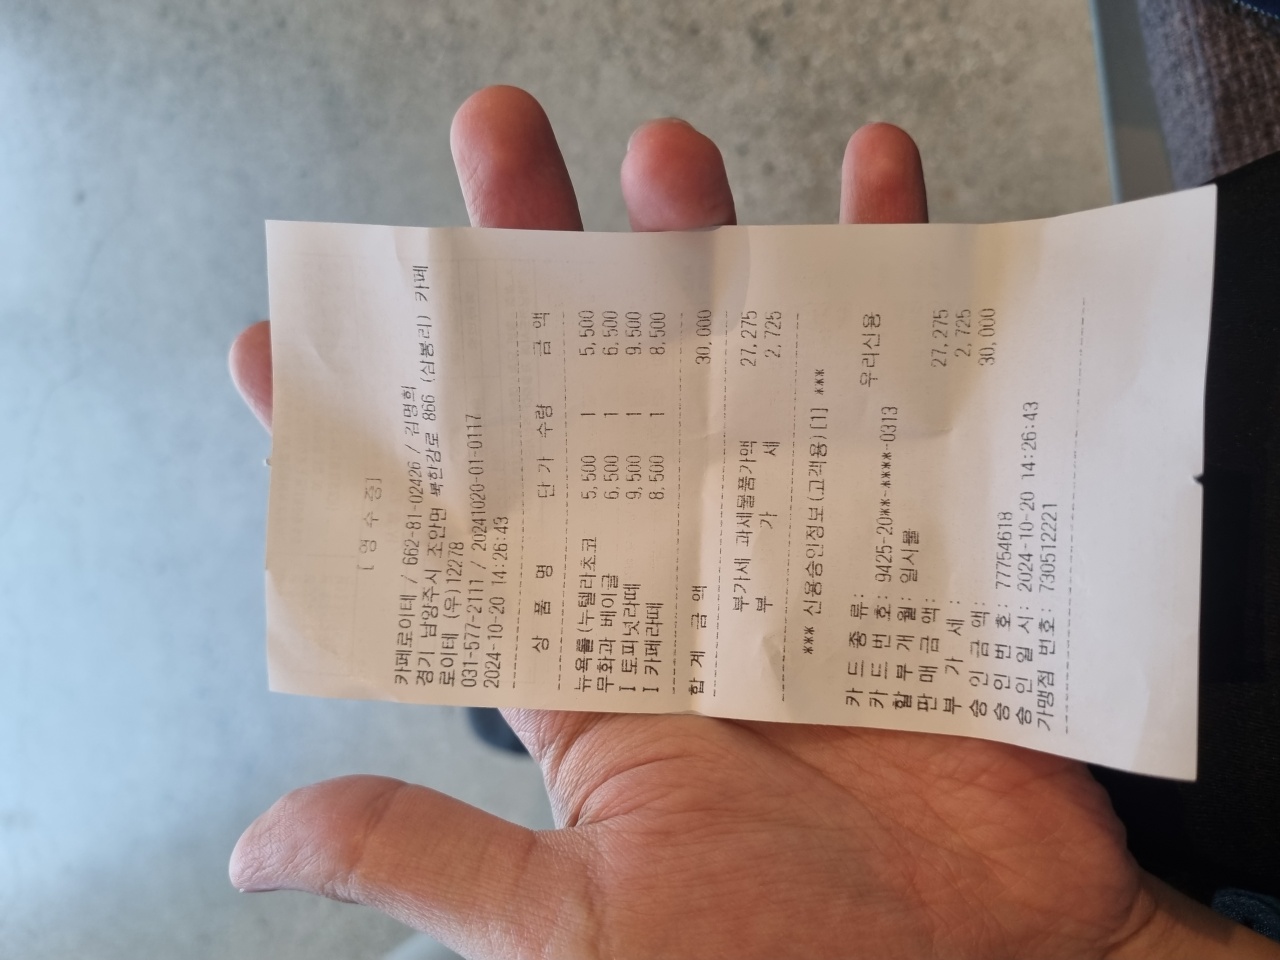 [ 영 수 증]
카페로이테 / 662-81-02426 / 김명희
경기 남양주시 조안면 북한강로 866 (삼봉리) 카페
로이테 (우)12278
031-577-2111 / 20241020-01-0117
2024-10-20 14:26:43
상 품 명 단 가 수량 금 액
뉴욕롤(누텔라초코 5,500 1 5,500
무화과 베이글 6,500 1 6,500
I 토피넛라떼 9,500 1 9,500
I 카페라떼 8,500 1 8,500
합 계 금 액 30,000
부가세 과세물품가액 27,275
부 가 세 2,725
*** 신용승인정보(고객용)[1] ***
카 드 종 류: 우리신용
카 드 번 호: 9425-20**-****-0313
할 부 개 월: 일시불
판 매 금 액: 27,275
부 가 세: 2,725
승 인 금 액: 30,000
승 인 번 호: 77754618
승 인 일 시: 2024-10-20 14:26:43
가맹점 번호: 730512221